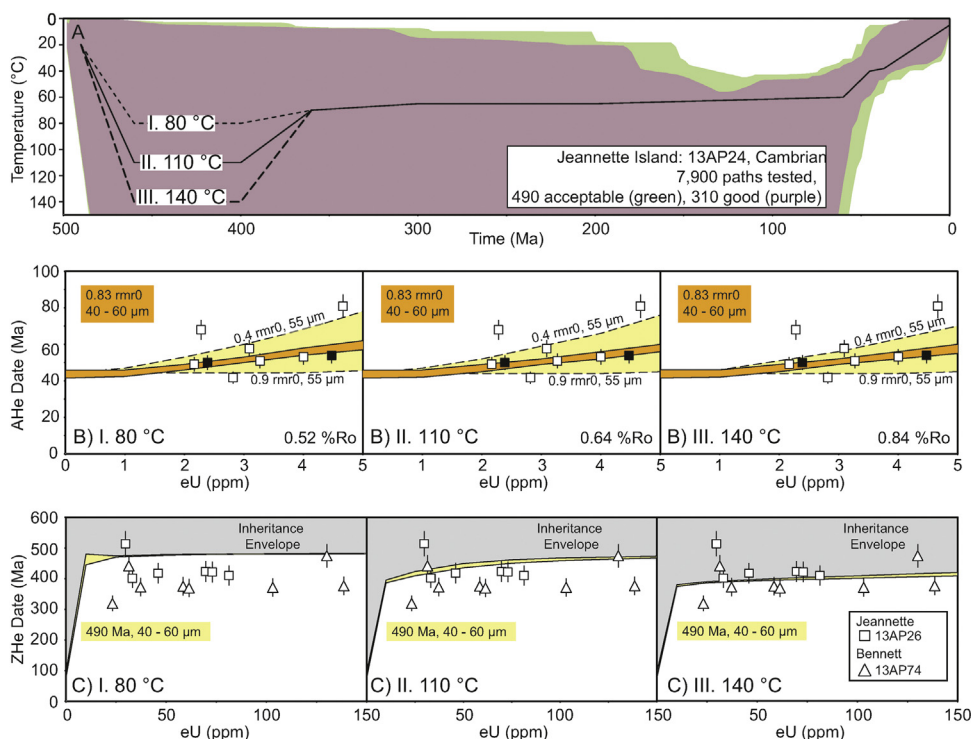 A
0
20
40
60
80
100
120
140
Temperature (°C)
I. 80 °C
II. 110 °C
III. 140 °C
Jeannette Island: 13AP24, Cambrian
7,900 paths tested,
490 acceptable (green), 310 good (purple)
500
400
300
200
100
0
Time (Ma)
100
80
60
40
20
0
AHe Date (Ma)
0.83 rmr0
40 - 60 µm
0.4 rmr0, 55 µm
0.9 rmr0, 55 µm
B) I. 80 °C
0.52 %Ro
0.83 rmr0
40 - 60 µm
0.4 rmr0, 55 µm
0.9 rmr0, 55 µm
B) II. 110 °C
0.64 %Ro
0.83 rmr0
40 - 60 µm
0.4 rmr0, 55 µm
0.9 rmr0, 55 µm
B) III. 140 °C
0.84 %Ro
0 1 2 3 4 5 1 2 3 4 5 1 2 3 4 5
eU (ppm) eU (ppm) eU (ppm)
600
500
400
300
200
100
0
ZHe Date (Ma)
Inheritance
Envelope
490 Ma, 40 - 60 µm
C) I. 80 °C
Inheritance
Envelope
490 Ma, 40 - 60 µm
C) II. 110 °C
Inheritance
Envelope
490 Ma, 40 - 60 µm
C) III. 140 °C
Jeannette
13AP26
Bennett
13AP74
0 50 100 150 50 100 150 50 100 150
eU (ppm) eU (ppm) eU (ppm)